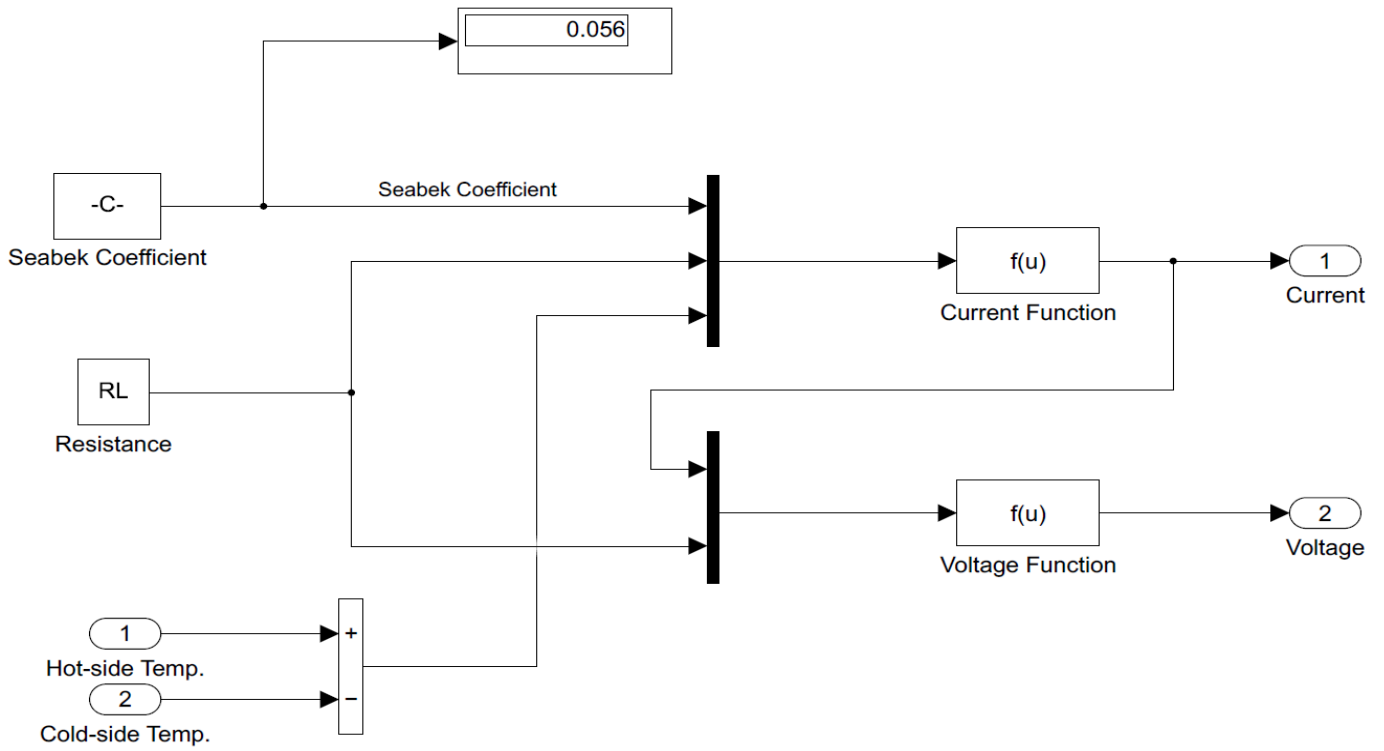 0.056
-C-
Seabek Coefficient
Seabek Coefficient
f(u)
Current Function
1
Current
RL
Resistance
f(u)
Voltage Function
2
Voltage
1
+
Hot-side Temp.
2
−
Cold-side Temp.